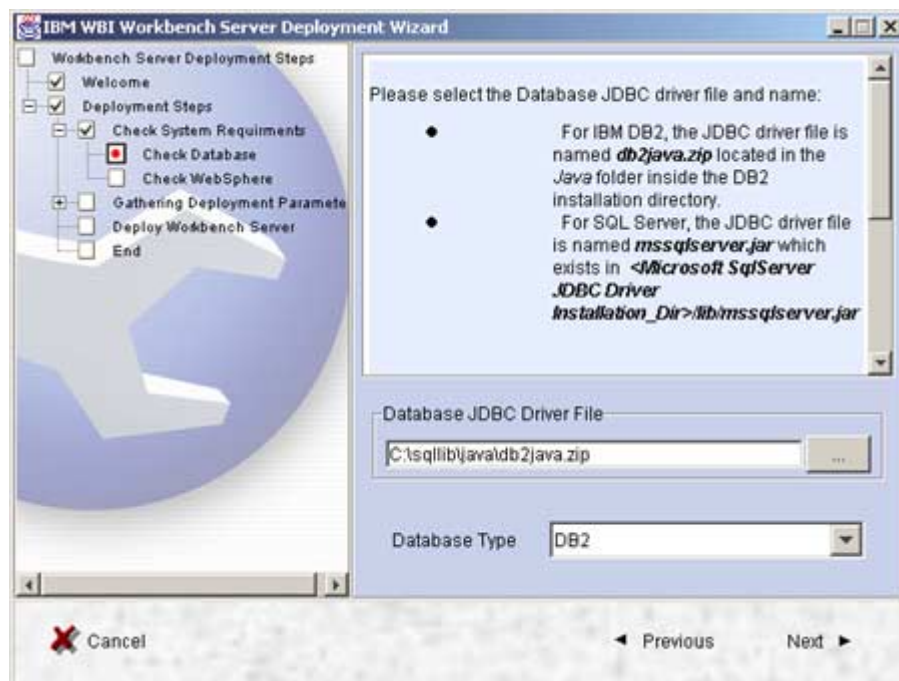 IBM WBI Workbench Server Deployment Wizard
Workbench Server Deployment Steps
Welcome
Deployment Steps
Check System Requirments
Check Database
Check WebSphere
Gathering Deployment Paramete
Deploy Workbench Server
End
Please select the Database JDBC driver file and name:
● For IBM DB2, the JDBC driver file is
named db2java.zip located in the
Java folder inside the DB2
installation directory.
● For SQL Server, the JDBC driver file
is named mssqlserver.jar which
exists in <Microsoft SqlServer
JDBC Driver
Installation_Dir>/lib/mssqlserver.jar
Database JDBC Driver File
C:\sqllib\java\db2java.zip
...
Database Type
DB2
Cancel
Previous
Next